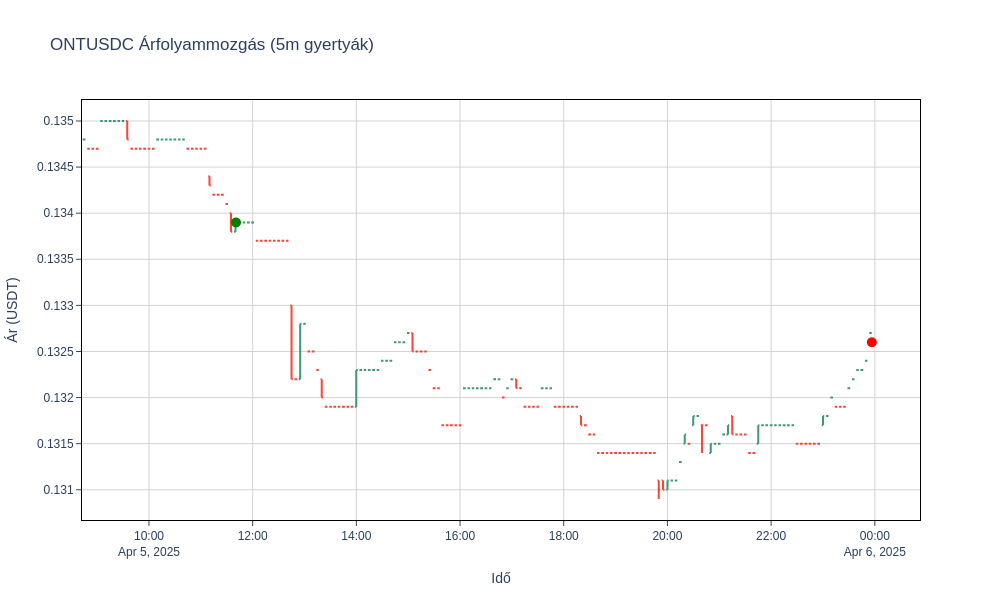 ONTUSDC Árfolyammozgás (5m gyertyák)
Ár (USDT)
0.135
0.1345
0.134
0.1335
0.133
0.1325
0.132
0.1315
0.131
10:00 12:00 14:00 16:00 18:00 20:00 22:00 00:00
Apr 5, 2025 Apr 6, 2025
Idő